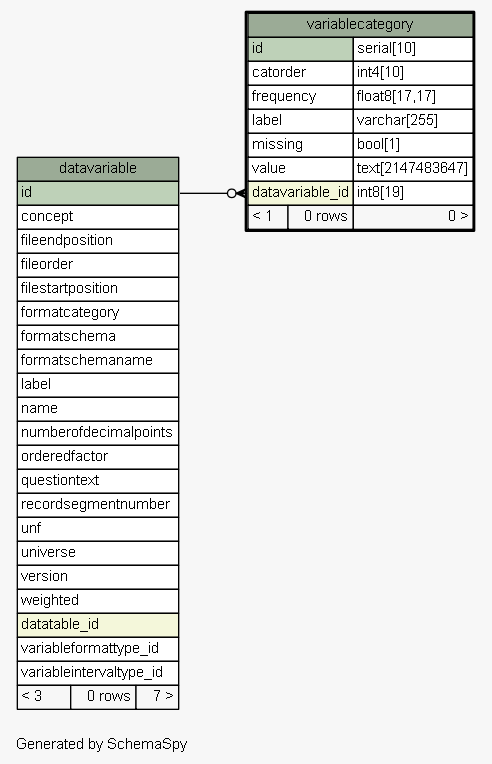 variablecategory
id serial[10]
catorder int4[10]
frequency float8[17,17]
label varchar[255]
missing bool[1]
value text[2147483647]
datavariable_id int8[19]
< 1 0 rows 0 >
datavariable
id
concept
fileendposition
fileorder
filestartposition
formatcategory
formatschema
formatschemaname
label
name
numberofdecimalpoints
orderedfactor
questiontext
recordsegmentnumber
unf
universe
version
weighted
datatable_id
variableformattype_id
variableintervaltype_id
< 3 0 rows 7 >
Generated by SchemaSpy